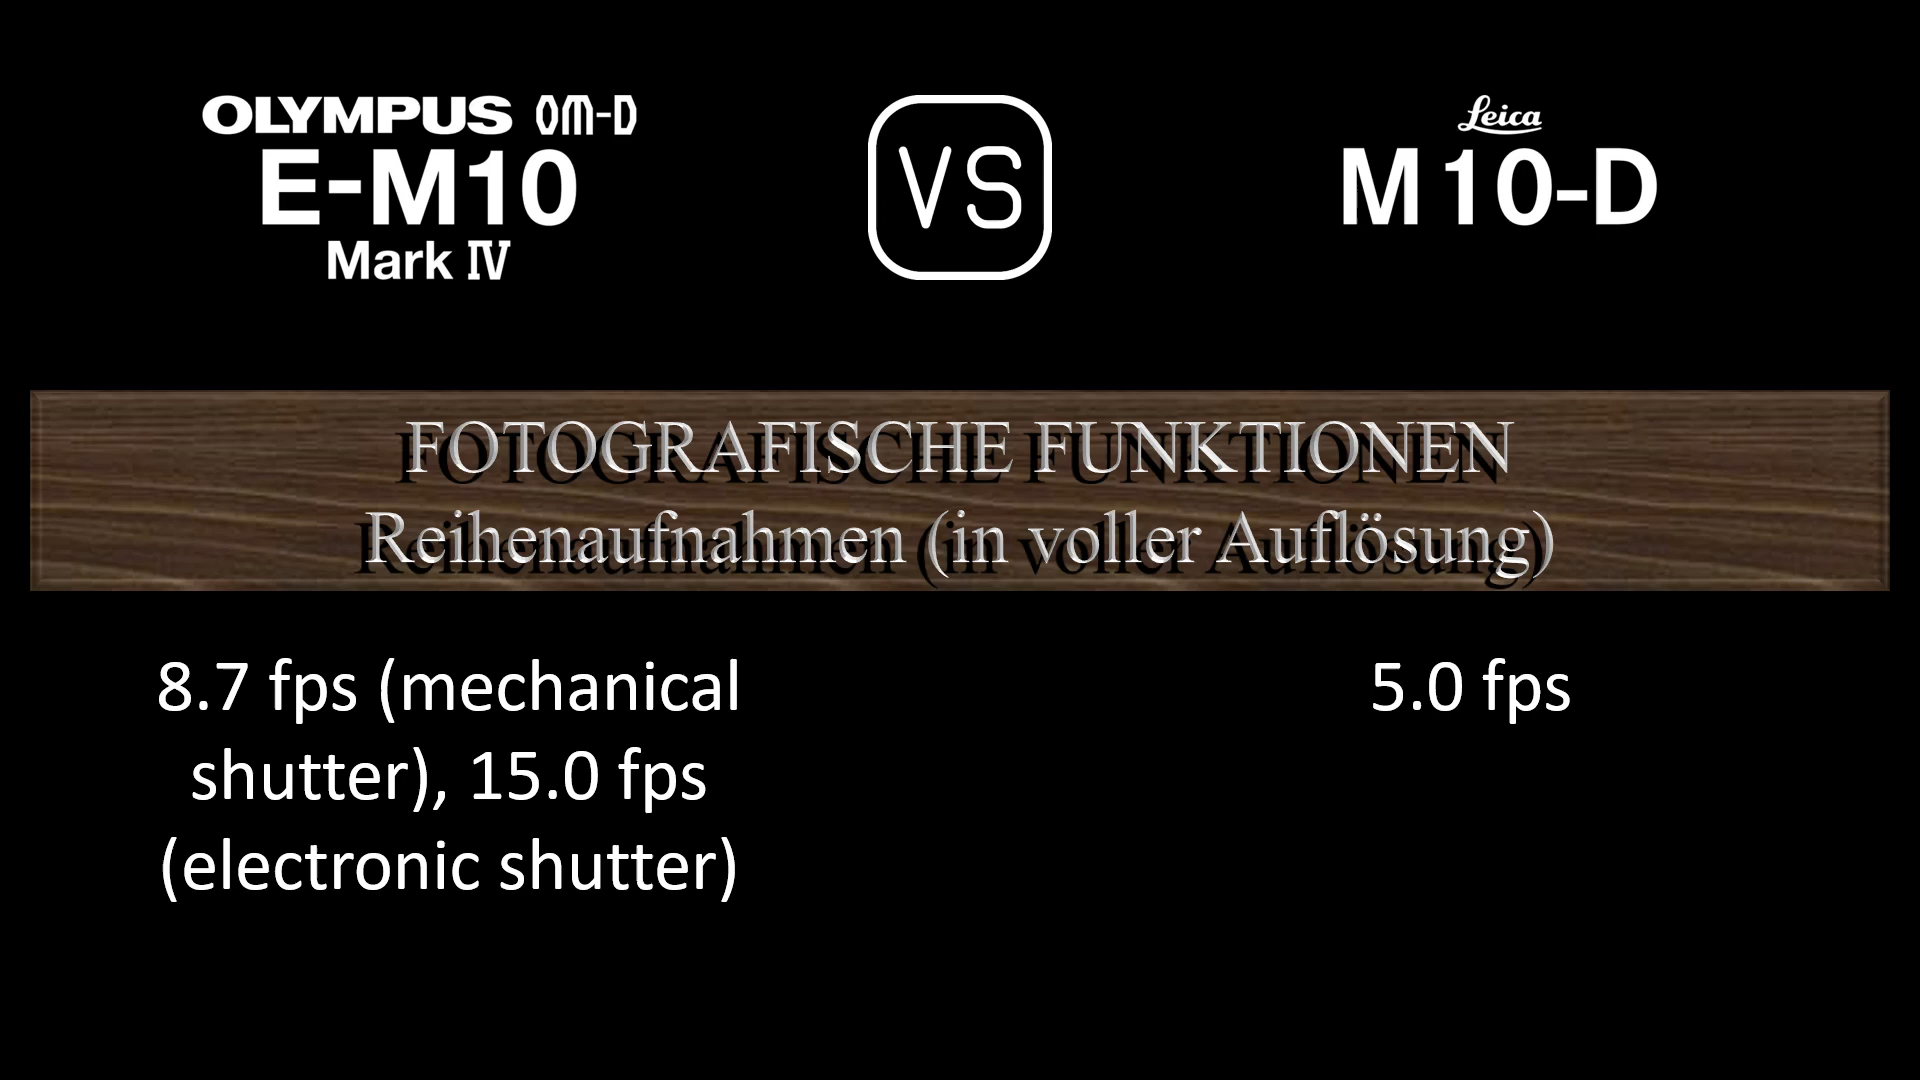 OLYMPUS OM-D
E-M10
Mark IV
VS
Leica
M10-D
FOTOGRAFISCHE FUNKTIONEN
Reihenaufnahmen (in voller Auflösung)
8.7 fps (mechanical
shutter), 15.0 fps
(electronic shutter)
5.0 fps